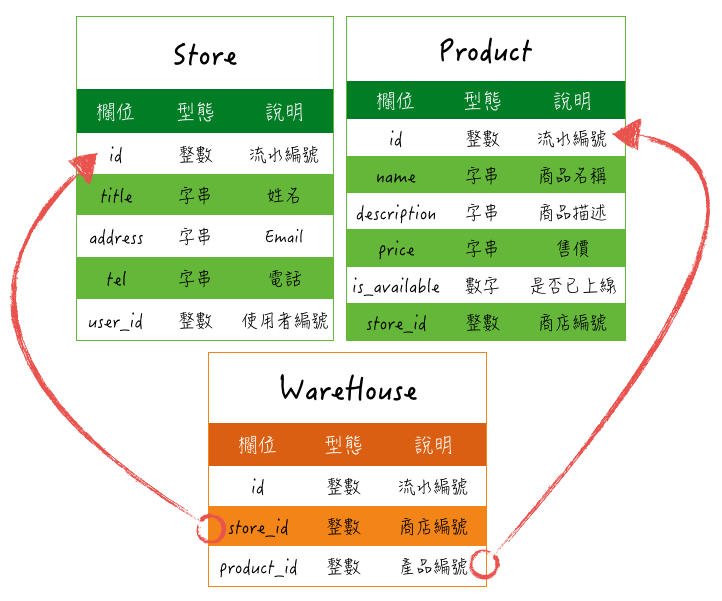 Store
欄位 型態 說明
id 整數 流水編號
title 字串 姓名
address 字串 Email
tel 字串 電話
user_id 整數 使用者編號
Product
欄位 型態 說明
id 整數 流水編號
name 字串 商品名稱
description 字串 商品描述
price 字串 售價
is_available 數字 是否已上線
store_id 整數 商店編號
WareHouse
欄位 型態 說明
id 整數 流水編號
store_id 整數 商店編號
product_id 整數 產品編號